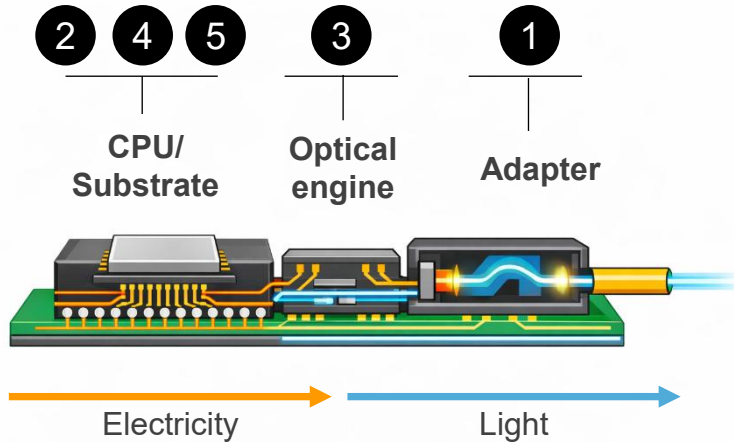 2 4 5 3 1
CPU/
Substrate
Optical
engine
Adapter
Electricity
Light